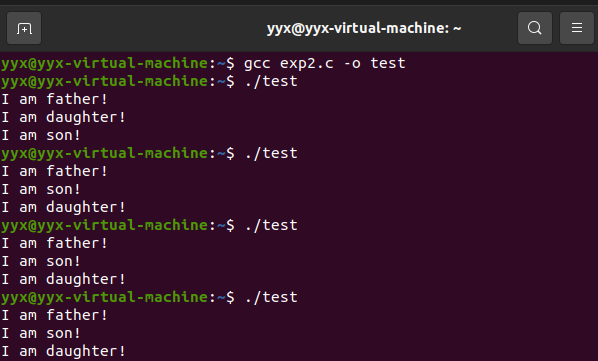 yyx@yyx-virtual-machine: ~
yyx@yyx-virtual-machine:~$ gcc exp2.c -o test
yyx@yyx-virtual-machine:~$ ./test
I am father!
I am daughter!
I am son!
yyx@yyx-virtual-machine:~$ ./test
I am father!
I am son!
I am daughter!
yyx@yyx-virtual-machine:~$ ./test
I am father!
I am son!
I am daughter!
yyx@yyx-virtual-machine:~$ ./test
I am father!
I am son!
I am daughter!